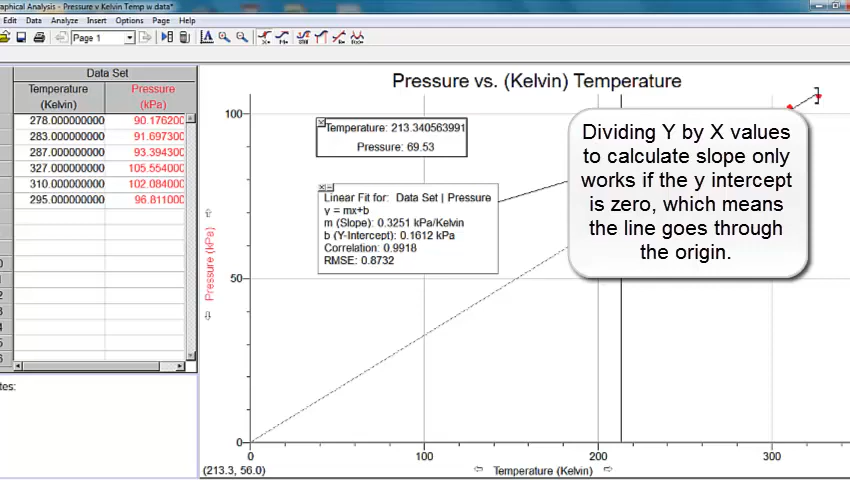 aphical Analysis - Pressure v Kelvin Temp w data*
Edit Data Analyze Insert Options Page Help
Page 1
Data Set
Temperature Pressure
(Kelvin) (kPa)
278.000000000 90.176200
283.000000000 91.697300
287.000000000 93.394300
327.000000000 105.55400
310.000000000 102.08400
295.000000000 96.811000
tes:
Pressure vs. (Kelvin) Temperature
100
50
0
Pressure (kPa)
Temperature: 213.340563991
Pressure: 69.53
Linear Fit for: Data Set | Pressure
y = mx+b
m (Slope): 0.3251 kPa/Kelvin
b (Y-Intercept): 0.1612 kPa
Correlation: 0.9918
RMSE: 0.8732
Dividing Y by X values
to calculate slope only
works if the y intercept
is zero, which means
the line goes through
the origin.
0 100 200 300
(213.3, 56.0)
Temperature (Kelvin)